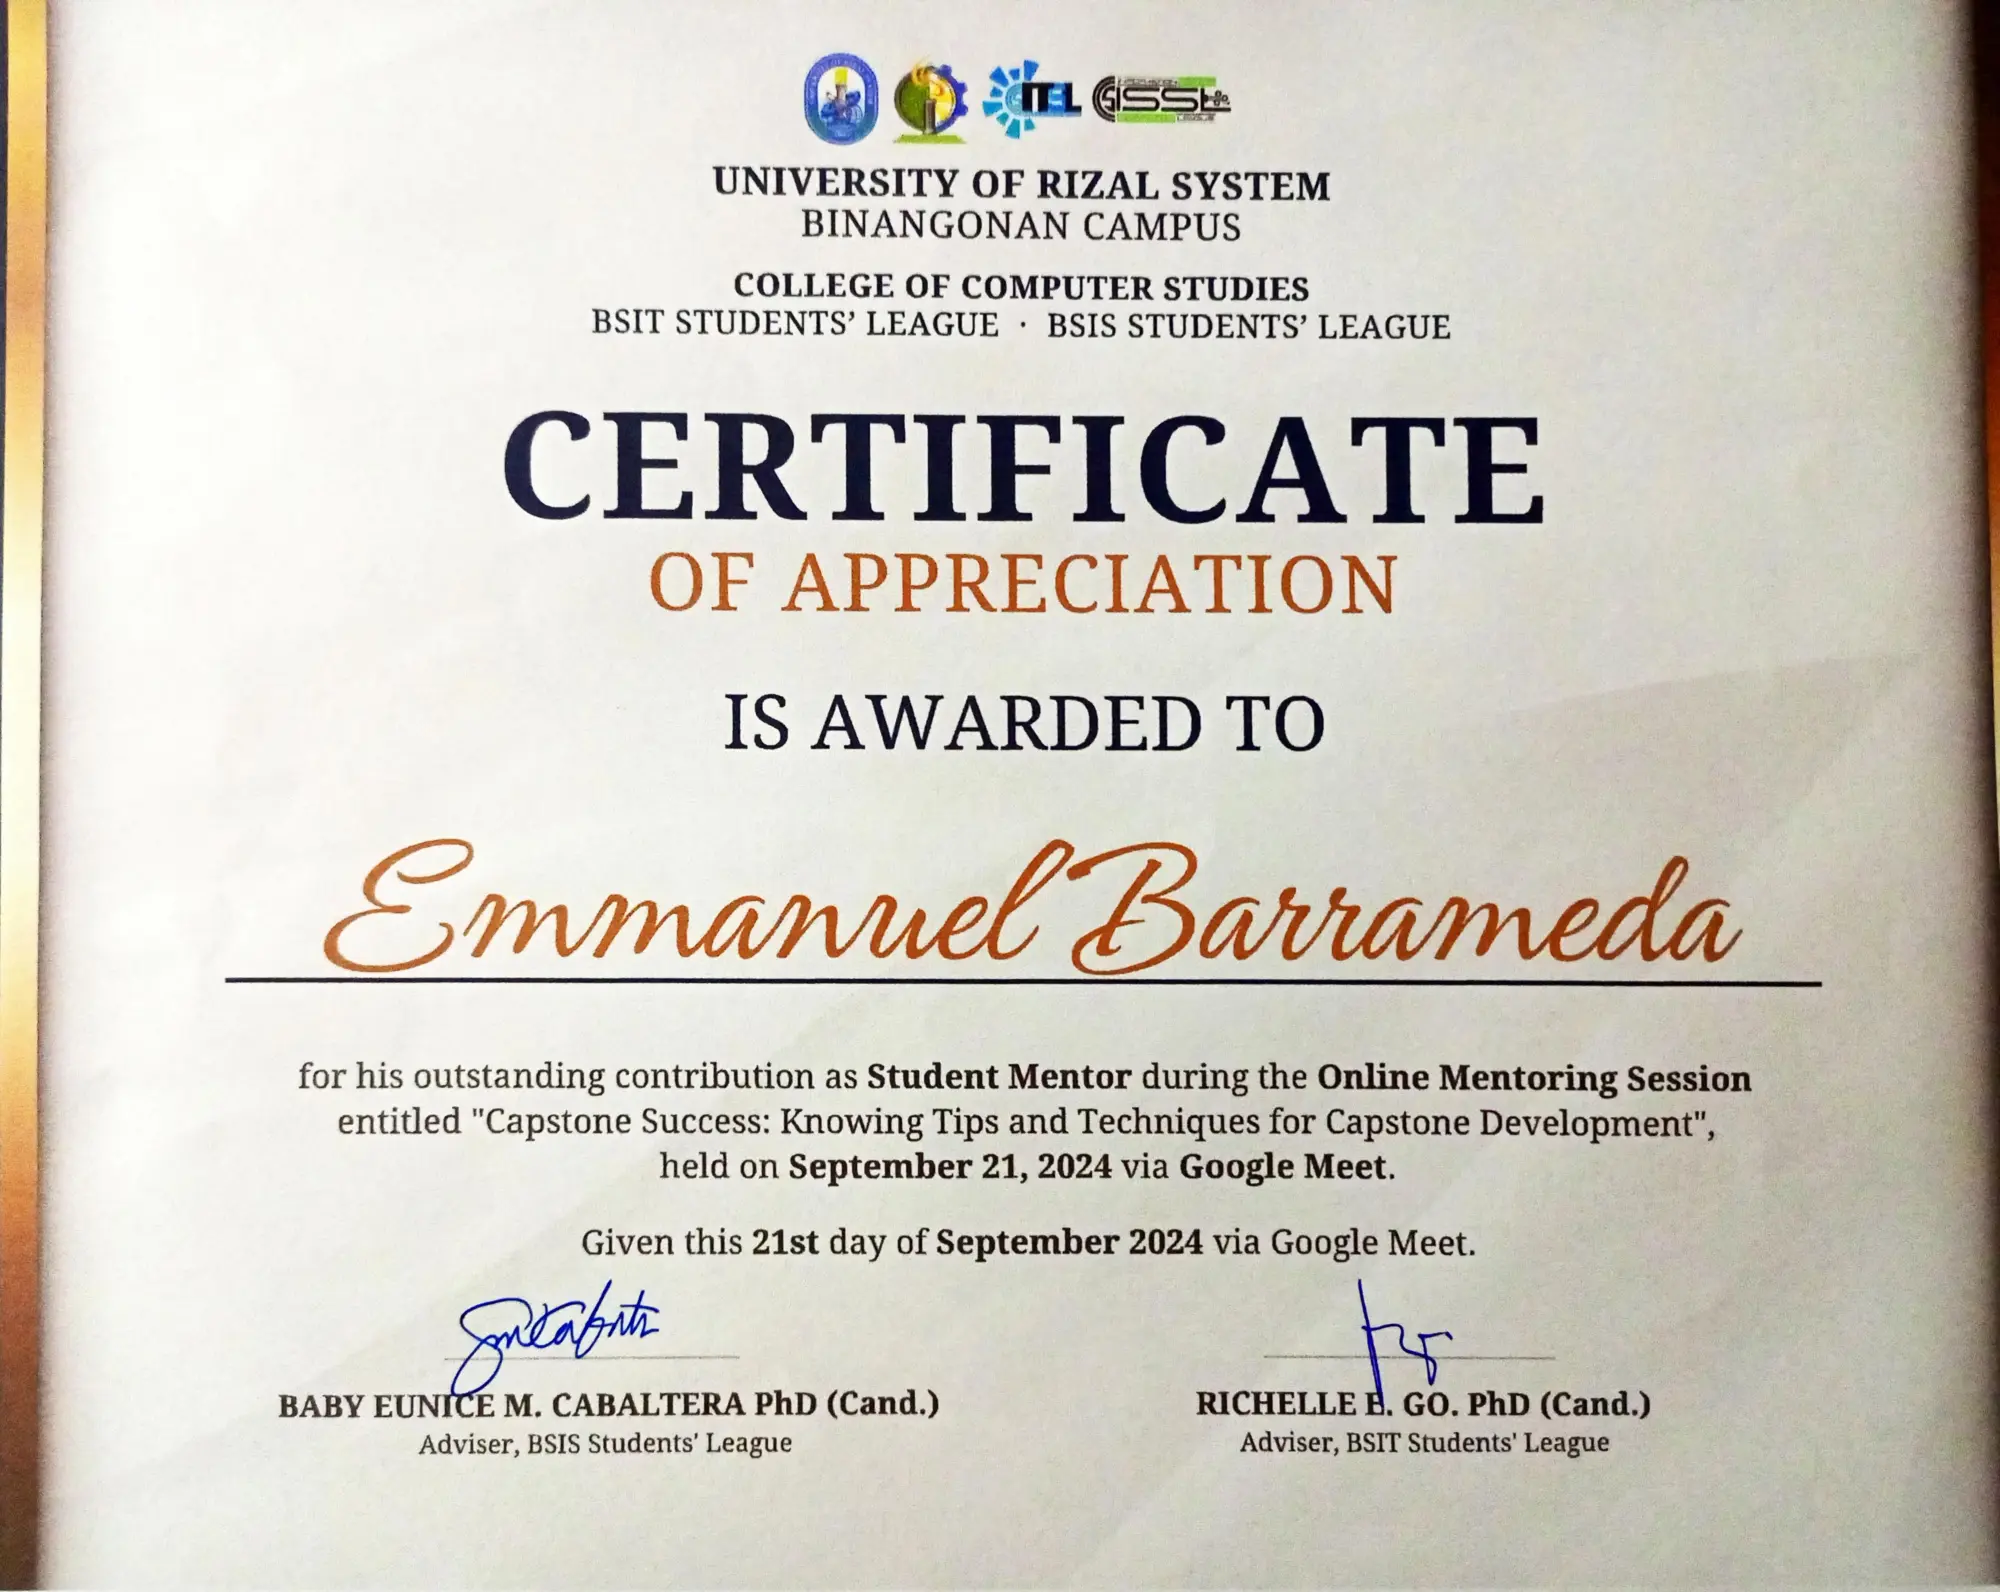 ITEL
UNIVERSITY OF RIZAL SYSTEM
BINANGONAN CAMPUS
COLLEGE OF COMPUTER STUDIES
BSIT STUDENTS’ LEAGUE · BSIS STUDENTS’ LEAGUE
CERTIFICATE
OF APPRECIATION
IS AWARDED TO
Emmanuel Barrameda
for his outstanding contribution as Student Mentor during the Online Mentoring Session
entitled "Capstone Success: Knowing Tips and Techniques for Capstone Development",
held on September 21, 2024 via Google Meet.
Given this 21st day of September 2024 via Google Meet.
BABY EUNICE M. CABALTERA PhD (Cand.)
Adviser, BSIS Students' League
RICHELLE E. GO. PhD (Cand.)
Adviser, BSIT Students' League